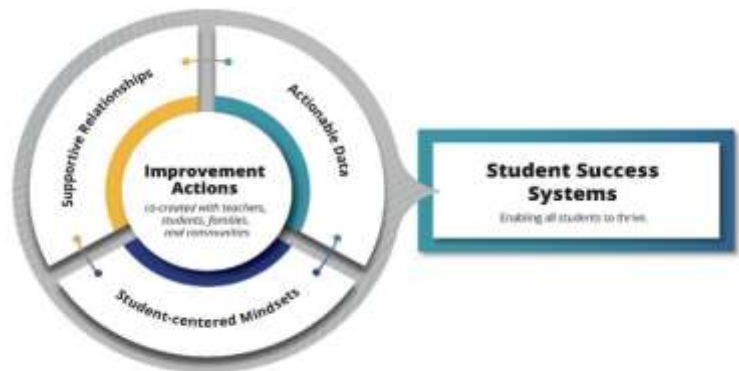 Supportive Relationships
Actionable Data
Improvement
Actions
co-created with teachers,
students, families,
and communities
Student-centered Mindsets
Student Success
Systems
Enabling all students to thrive.